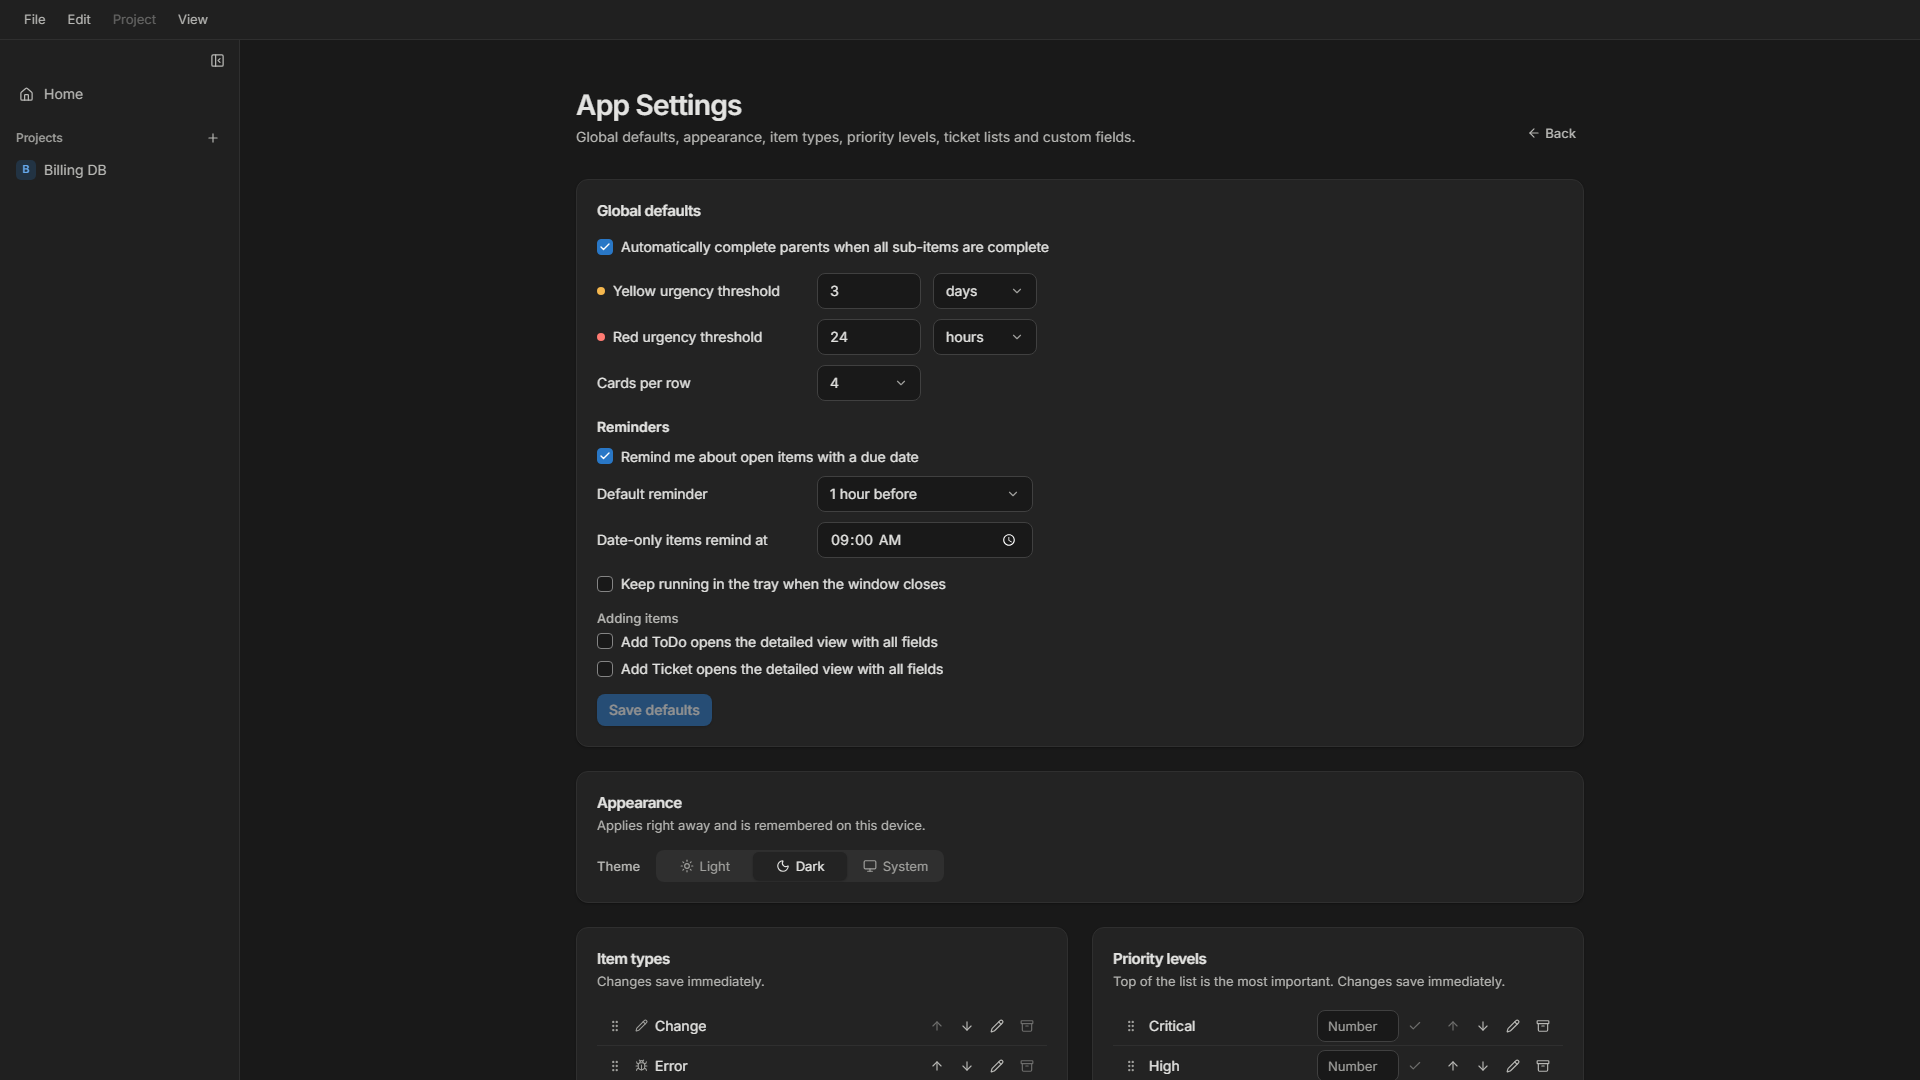 File Edit Project View
Home
Projects
B Billing DB
App Settings
Global defaults, appearance, item types, priority levels, ticket lists and custom fields.
Back
Global defaults
Automatically complete parents when all sub-items are complete
Yellow urgency threshold 3 days
Red urgency threshold 24 hours
Cards per row 4
Reminders
Remind me about open items with a due date
Default reminder 1 hour before
Date-only items remind at 09:00 AM
Keep running in the tray when the window closes
Adding items
Add ToDo opens the detailed view with all fields
Add Ticket opens the detailed view with all fields
Save defaults
Appearance
Applies right away and is remembered on this device.
Theme Light Dark System
Item types
Changes save immediately.
Change
Error
Priority levels
Top of the list is the most important. Changes save immediately.
Critical Number
High Number